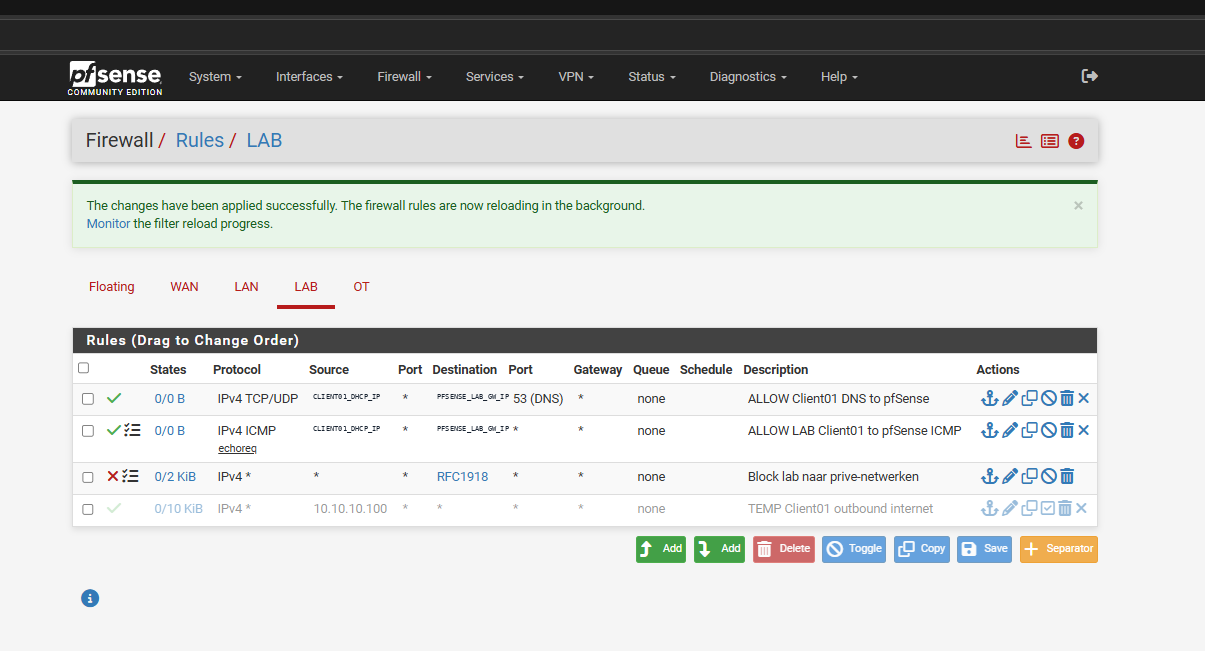 pfsense
COMMUNITY EDITION
System Interfaces Firewall Services VPN Status Diagnostics Help
Firewall / Rules / LAB
The changes have been applied successfully. The firewall rules are now reloading in the background.
Monitor the filter reload progress.
×
Floating WAN LAN LAB OT
Rules (Drag to Change Order)
States Protocol Source Port Destination Port Gateway Queue Schedule Description Actions
0/0 B IPv4 TCP/UDP CLIENT01_DHCP_IP * PFSENSE_LAB_GW_IP 53 (DNS) * none ALLOW Client01 DNS to pfSense
0/0 B IPv4 ICMP CLIENT01_DHCP_IP * PFSENSE_LAB_GW_IP * * none ALLOW LAB Client01 to pfSense ICMP
echoreq
0/2 KiB IPv4 * * * RFC1918 * * none Block lab naar prive-netwerken
0/10 KiB IPv4 * 10.10.10.100 * * * * none TEMP Client01 outbound internet
Add Add Delete Toggle Copy Save Separator